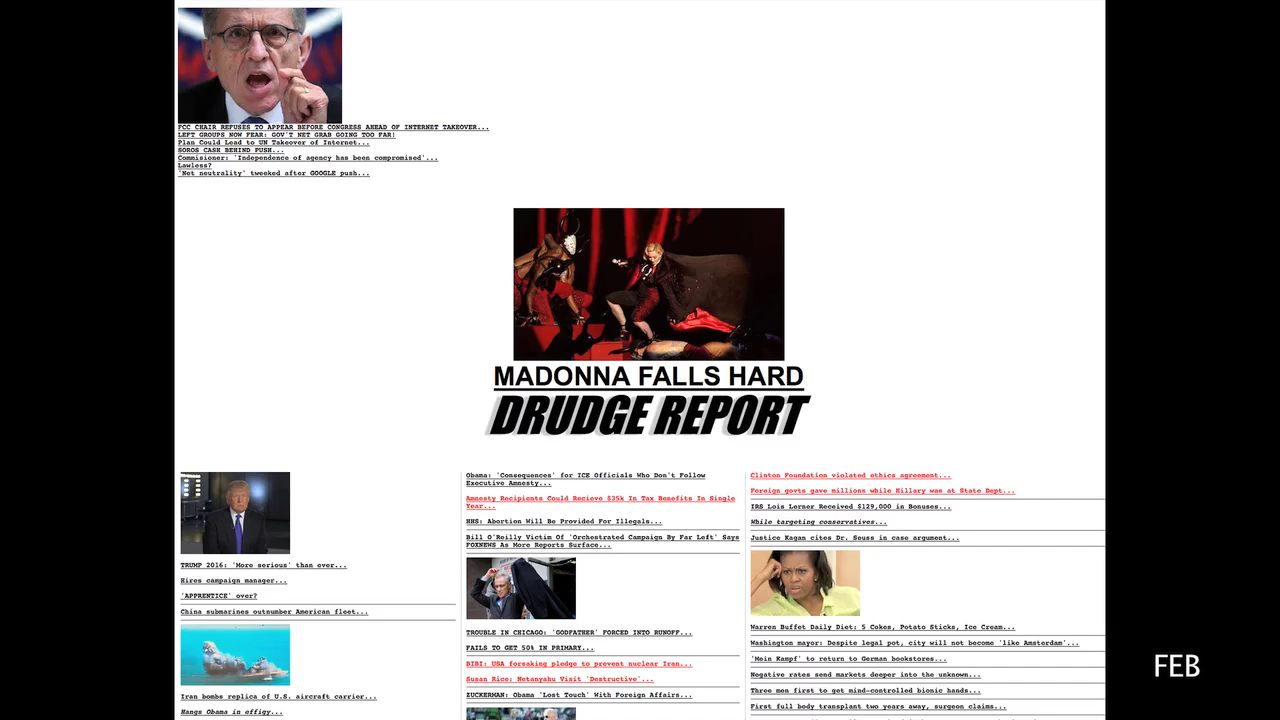 FCC CHAIR REFUSES TO APPEAR BEFORE CONGRESS AHEAD OF INTERNET TAKEOVER...
LEFT GROUPS NOW FEAR: GOV'T NET GRAB GOING TOO FAR!
Plan Could Lead to UN Takeover of Internet...
SOROS CASH BEHIND PUSH...
Commisioner: 'Independence of agency has been compromised'...
Lawless?
'Net neutrality' tweeked after GOOGLE push...
MADONNA FALLS HARD
DRUDGE REPORT
TRUMP 2016: 'More serious' than ever...
Hires campaign manager...
'APPRENTICE' over?
China submarines outnumber American fleet...
Iran bombs replica of U.S. aircraft carrier...
Hangs Obama in effigy...
Obama: 'Consequences' for ICE Officials Who Don't Follow
Executive Amnesty...
Amnesty Recipients Could Recieve $35k In Tax Benefits In Single
Year...
HHS: Abortion Will Be Provided For Illegals...
Bill O'Reilly Victim Of 'Orchestrated Campaign By Far Left' Says
FOXNEWS As More Reports Surface...
TROUBLE IN CHICAGO: 'GODFATHER' FORCED INTO RUNOFF...
FAILS TO GET 50% IN PRIMARY...
BIBI: USA forsaking pledge to prevent nuclear Iran...
Susan Rice: Netanyahu Visit 'Destructive'...
ZUCKERMAN: Obama 'Lost Touch' With Foreign Affairs...
Clinton Foundation violated ethics agreement...
Foreign govts gave millions while Hillary was at State Dept...
IRS Lois Lerner Received $129,000 in Bonuses...
While targeting conservatives...
Justice Kagan cites Dr. Seuss in case argument...
Warren Buffet Daily Diet: 5 Cokes, Potato Sticks, Ice Cream...
Washington mayor: Despite legal pot, city will not become 'like Amsterdam'...
'Mein Kampf' to return to German bookstores...
Negative rates send markets deeper into the unknown...
Three men first to get mind-controlled bionic hands...
First full body transplant two years away, surgeon claims...
FEB